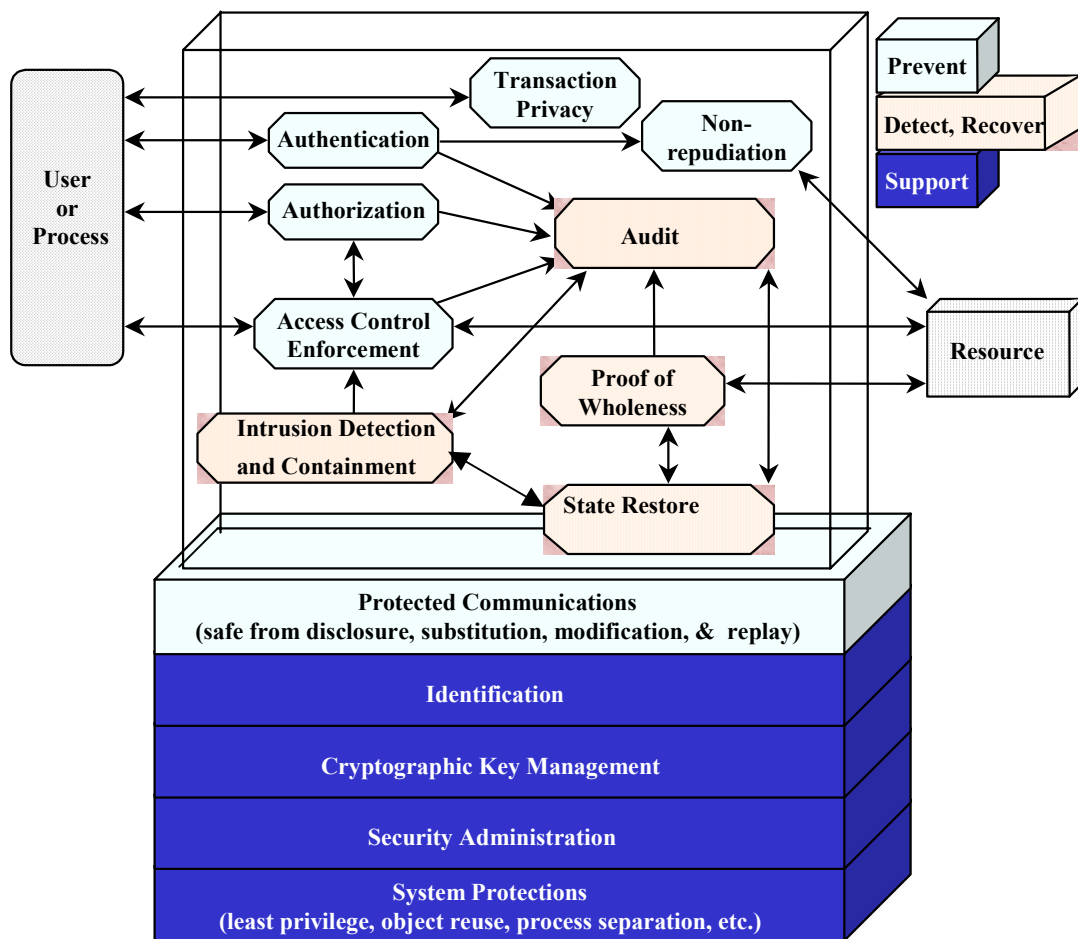 Prevent
Detect, Recover
Support
User
or
Process
Transaction
Privacy
Authentication
Non-
repudiation
Authorization
Audit
Access Control
Enforcement
Resource
Proof of
Wholeness
Intrusion Detection
and Containment
State Restore
Protected Communications
(safe from disclosure, substitution, modification, & replay)
Identification
Cryptographic Key Management
Security Administration
System Protections
(least privilege, object reuse, process separation, etc.)